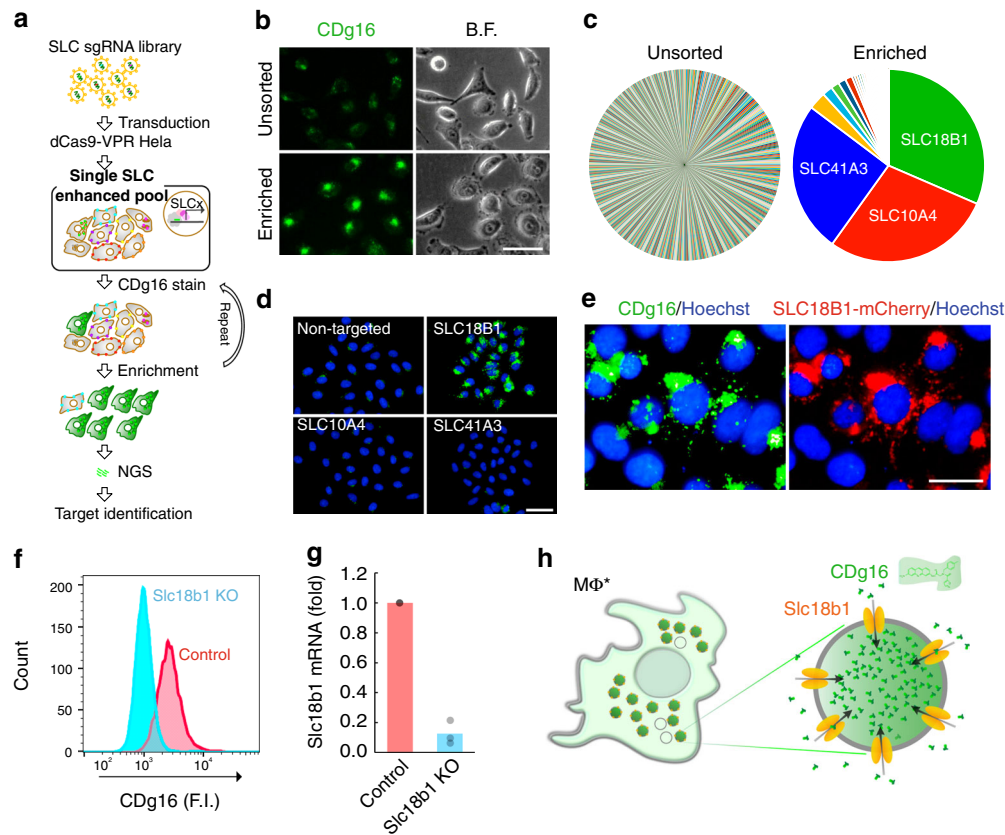 a
SLC sgRNA library
Transduction
dCas9-VPR Hela
Single SLC
enhanced pool
SLCx
CDg16 stain
Repeat
Enrichment
NGS
Target identification
b
CDg16
B.F.
Unsorted
Enriched
c
Unsorted
Enriched
SLC18B1
SLC41A3
SLC10A4
d
Non-targeted
SLC18B1
SLC10A4
SLC41A3
e
CDg16/Hoechst
SLC18B1-mCherry/Hoechst
f
Count
200
150
100
50
0
Slc18b1 KO
Control
10²
10³
10⁴
CDg16 (F.I.)
g
Slc18b1 mRNA (fold)
1.2
1.0
0.8
0.6
0.4
0.2
0.0
Control
Slc18b1 KO
h
MΦ*
CDg16
Slc18b1